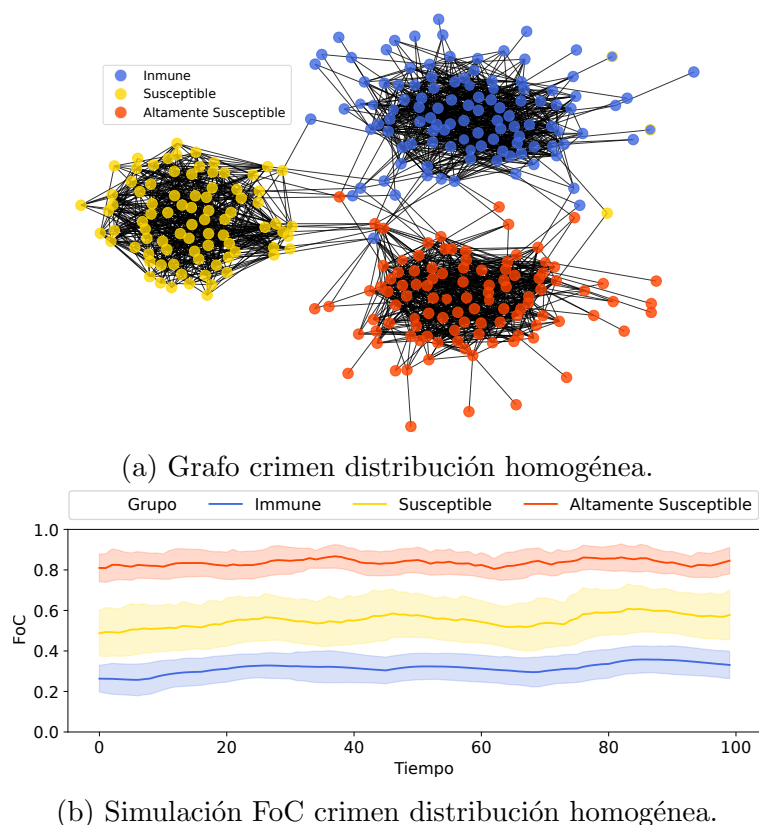 Inmune
Susceptible
Altamente Susceptible
(a) Grafo crimen distribución homogénea.
Grupo Immune Susceptible Altamente Susceptible
1.0
0.8
0.6
0.4
0.2
0.0
FoC
0 20 40 60 80 100
Tiempo
(b) Simulación FoC crimen distribución homogénea.